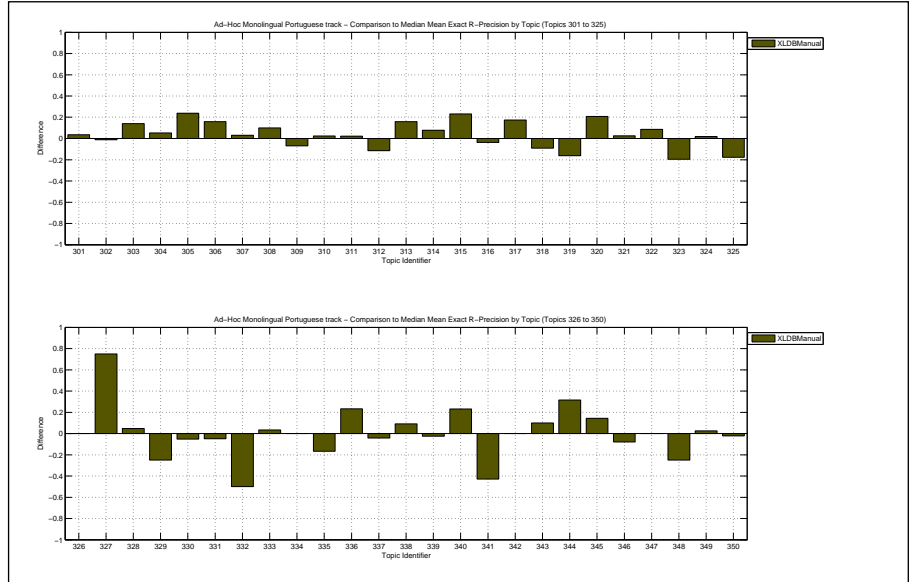 Ad-Hoc Monolingual Portuguese track - Comparison to Median Mean Exact R-Precision by Topic (Topics 301 to 325)
1
0.8
0.6
0.4
0.2
0
-0.2
-0.4
-0.6
-0.8
-1
Difference
XLDBManual
301 302 303 304 305 306 307 308 309 310 311 312 313 314 315 316 317 318 319 320 321 322 323 324 325
Topic Identifier
Ad-Hoc Monolingual Portuguese track - Comparison to Median Mean Exact R-Precision by Topic (Topics 326 to 350)
1
0.8
0.6
0.4
0.2
0
-0.2
-0.4
-0.6
-0.8
-1
Difference
XLDBManual
326 327 328 329 330 331 332 333 334 335 336 337 338 339 340 341 342 343 344 345 346 347 348 349 350
Topic Identifier